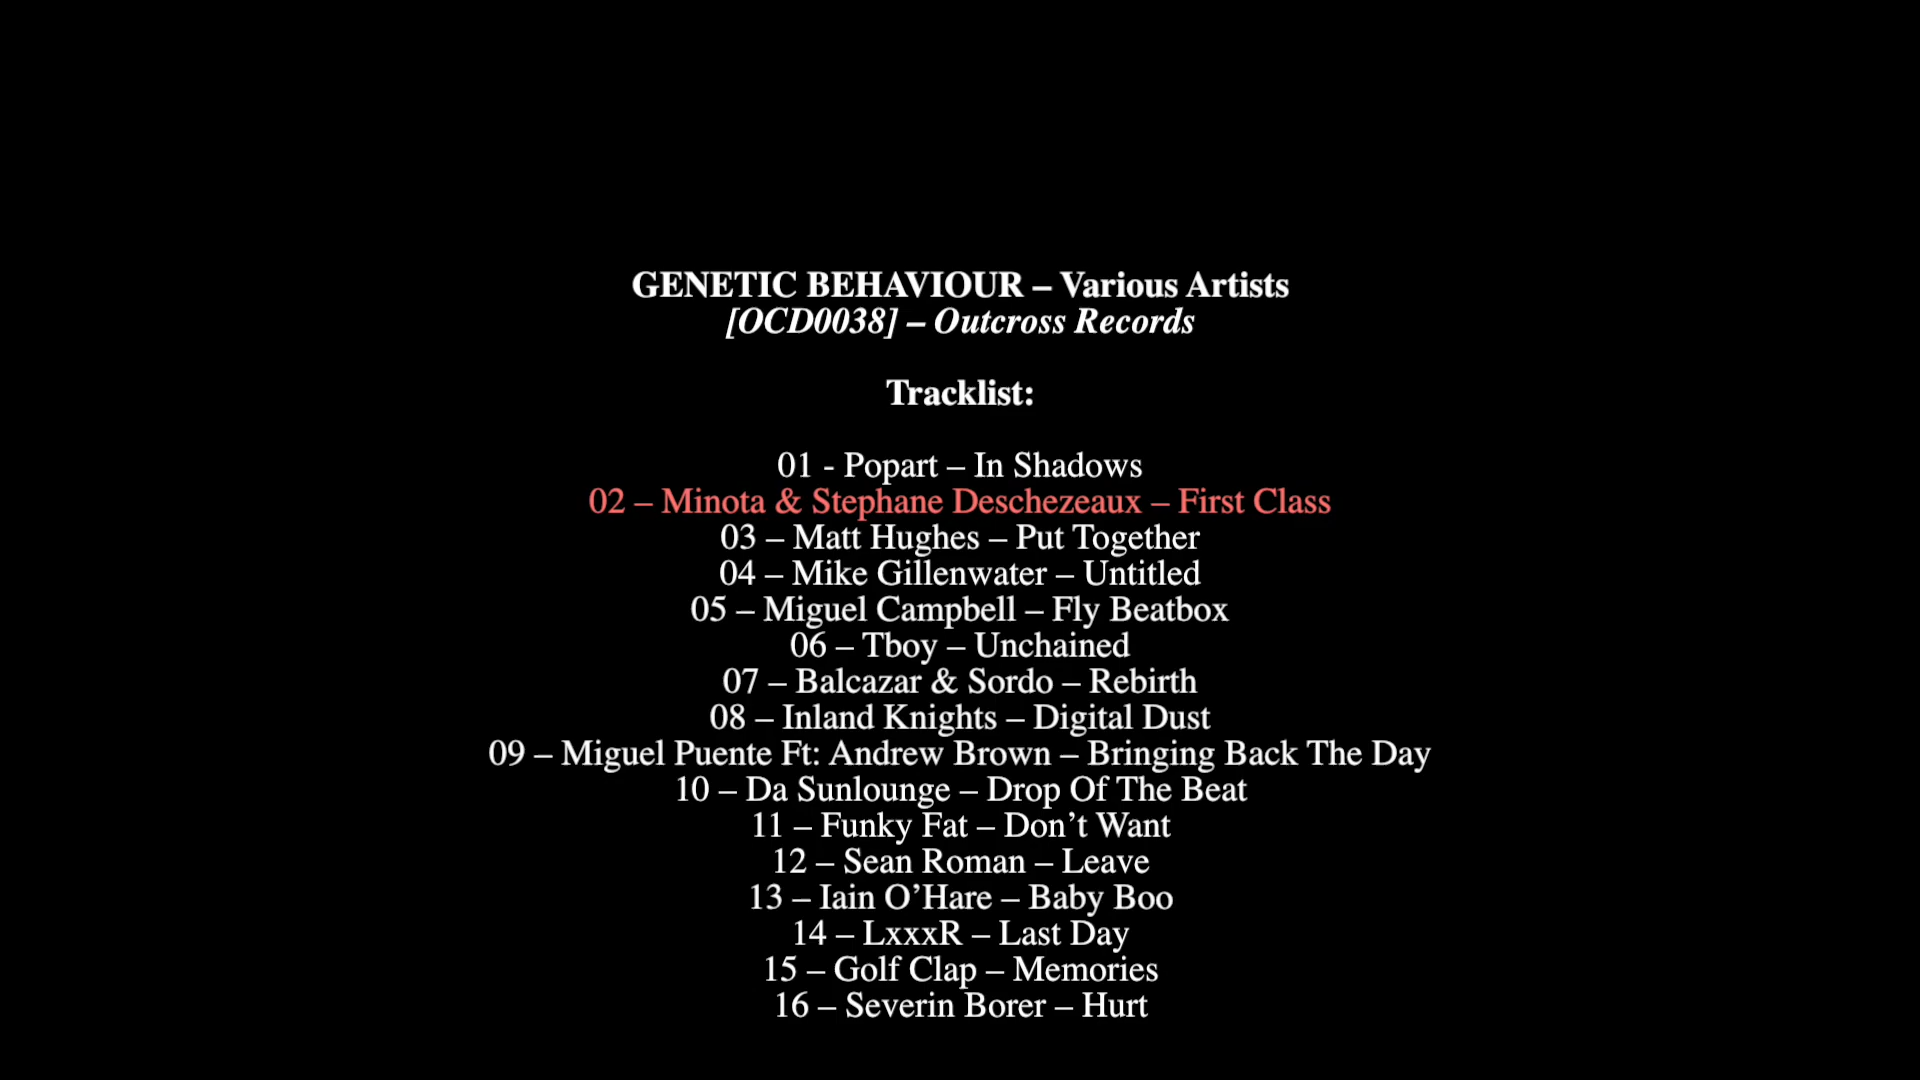 GENETIC BEHAVIOUR – Various Artists
[OCD0038] – Outcross Records
Tracklist:
01 - Popart – In Shadows
02 – Minota & Stephane Deschezeaux – First Class
03 – Matt Hughes – Put Together
04 – Mike Gillenwater – Untitled
05 – Miguel Campbell – Fly Beatbox
06 – Tboy – Unchained
07 – Balcazar & Sordo – Rebirth
08 – Inland Knights – Digital Dust
09 – Miguel Puente Ft: Andrew Brown – Bringing Back The Day
10 – Da Sunlounge – Drop Of The Beat
11 – Funky Fat – Don’t Want
12 – Sean Roman – Leave
13 – Iain O’Hare – Baby Boo
14 – LxxxR – Last Day
15 – Golf Clap – Memories
16 – Severin Borer – Hurt